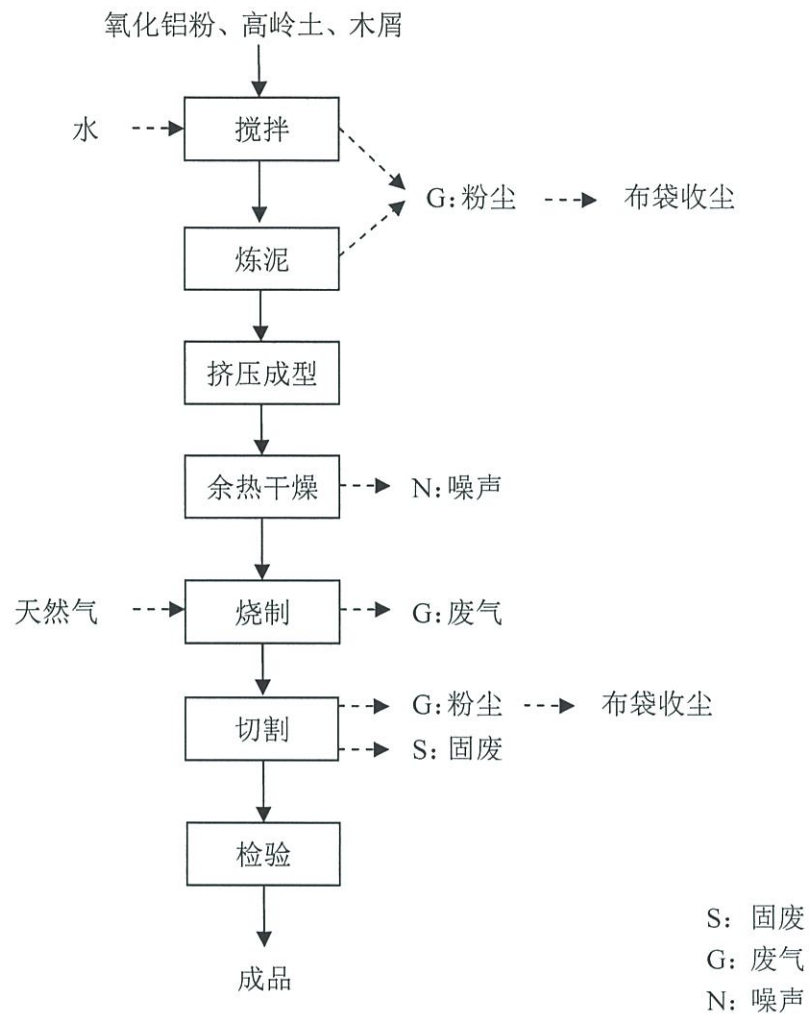 氧化铝粉、高岭土、木屑
水
搅拌
G:粉尘
布袋收尘
炼泥
挤压成型
余热干燥
N:噪声
天然气
烧制
G:废气
切割
G:粉尘
布袋收尘
S: 固废
检验
成品
S: 固废
G: 废气
N: 噪声